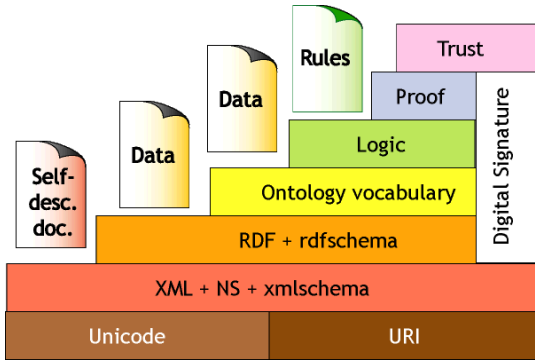 Trust
Rules
Proof
Data
Logic
Data
Ontology vocabulary
Digital Signature
Self-
desc.
doc.
RDF + rdfschema
XML + NS + xmlschema
Unicode
URI